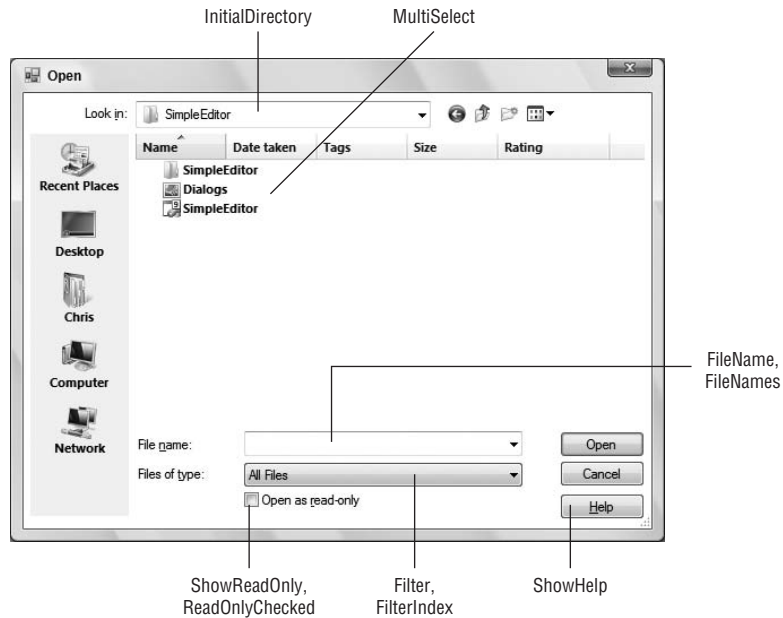 InitialDirectory MultiSelect
Open
Look in: SimpleEditor
Name Date taken Tags Size Rating
SimpleEditor
Dialogs
SimpleEditor
Recent Places
Desktop
Chris
Computer
Network
FileName,
FileNames
File name: Open
Files of type: All Files Cancel
Open as read-only Help
ShowReadOnly,
ReadOnlyChecked
Filter,
FilterIndex
ShowHelp